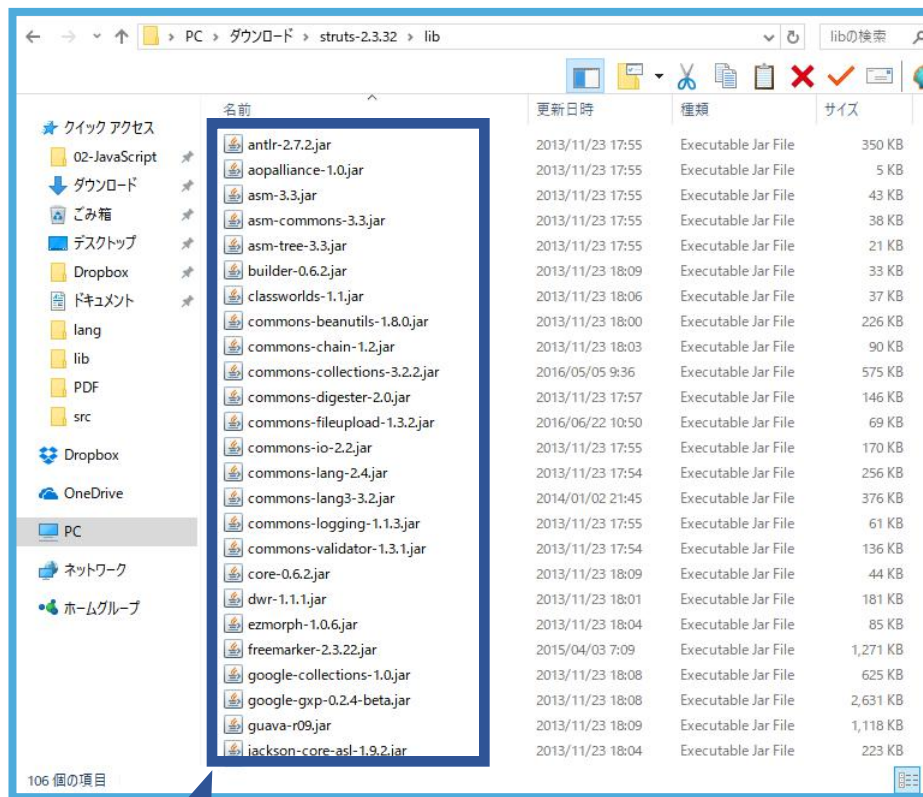 PC > ダウンロード > struts-2.3.32 > lib
libの検索
名前 更新日時 種類 サイズ
クイック アクセス
02-JavaScript
ダウンロード
ごみ箱
デスクトップ
Dropbox
ドキュメント
lang
lib
PDF
src
Dropbox
OneDrive
PC
ネットワーク
ホームグループ
antlr-2.7.2.jar 2013/11/23 17:55 Executable Jar File 350 KB
aopalliance-1.0.jar 2013/11/23 17:55 Executable Jar File 5 KB
asm-3.3.jar 2013/11/23 17:55 Executable Jar File 43 KB
asm-commons-3.3.jar 2013/11/23 17:55 Executable Jar File 38 KB
asm-tree-3.3.jar 2013/11/23 17:55 Executable Jar File 21 KB
builder-0.6.2.jar 2013/11/23 18:09 Executable Jar File 33 KB
classworlds-1.1.jar 2013/11/23 18:06 Executable Jar File 37 KB
commons-beanutils-1.8.0.jar 2013/11/23 18:00 Executable Jar File 226 KB
commons-chain-1.2.jar 2013/11/23 18:03 Executable Jar File 90 KB
commons-collections-3.2.2.jar 2016/05/05 9:36 Executable Jar File 575 KB
commons-digester-2.0.jar 2013/11/23 17:57 Executable Jar File 146 KB
commons-fileupload-1.3.2.jar 2016/06/22 10:50 Executable Jar File 69 KB
commons-io-2.2.jar 2013/11/23 17:55 Executable Jar File 170 KB
commons-lang-2.4.jar 2013/11/23 17:54 Executable Jar File 256 KB
commons-lang3-3.2.jar 2014/01/02 21:45 Executable Jar File 376 KB
commons-logging-1.1.3.jar 2013/11/23 17:55 Executable Jar File 61 KB
commons-validator-1.3.1.jar 2013/11/23 17:54 Executable Jar File 136 KB
core-0.6.2.jar 2013/11/23 18:09 Executable Jar File 44 KB
dwr-1.1.1.jar 2013/11/23 18:01 Executable Jar File 181 KB
ezmorph-1.0.6.jar 2013/11/23 18:04 Executable Jar File 85 KB
freemarker-2.3.22.jar 2015/04/03 7:09 Executable Jar File 1,271 KB
google-collections-1.0.jar 2013/11/23 18:08 Executable Jar File 625 KB
google-gxp-0.2.4-beta.jar 2013/11/23 18:08 Executable Jar File 2,631 KB
guava-r09.jar 2013/11/23 18:09 Executable Jar File 1,118 KB
jackson-core-asl-1.9.2.jar 2013/11/23 18:04 Executable Jar File 223 KB
106 個の項目